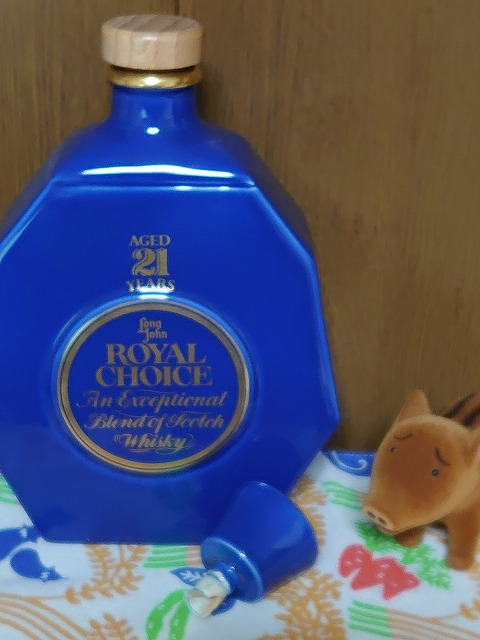 AGED
21
YEARS
Long
John
ROYAL
CHOICE
An Exceptional
Blend of Scotch
Whisky